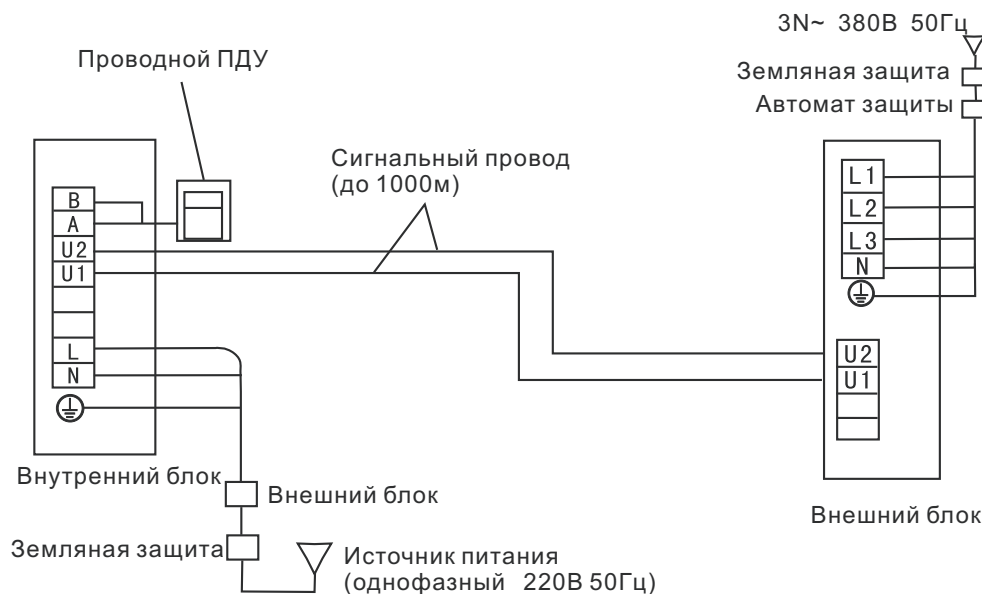 3N~ 380В 50Гц
Проводной ПДУ
Земляная защита
Автомат защиты
Сигнальный провод
(до 1000м)
B
A
U2
U1
L
N
L1
L2
L3
N
U2
U1
Внутренний блок
Внешний блок
Внешний блок
Земляная защита
Источник питания
(однофазный 220В 50Гц)